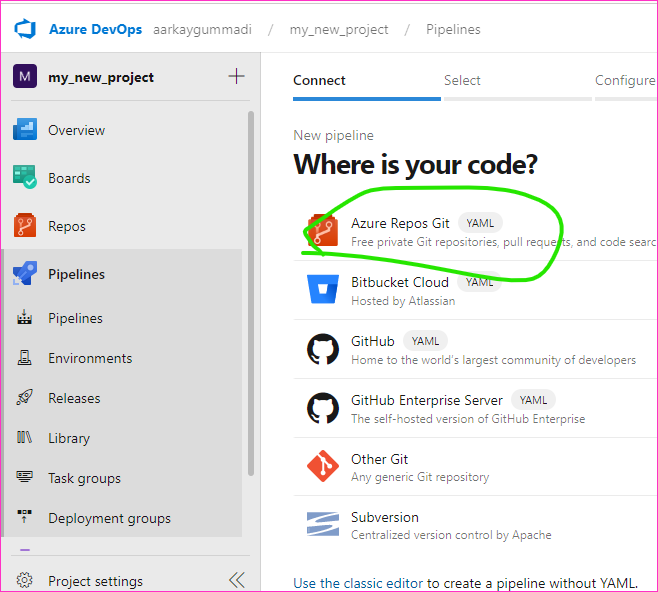 Azure DevOps aarkaygummadi / my_new_project / Pipelines
M my_new_project +
Overview
Boards
Repos
Pipelines
Pipelines
Environments
Releases
Library
Task groups
Deployment groups
Project settings
Connect Select Configure
New pipeline
Where is your code?
Azure Repos Git YAML
Free private Git repositories, pull requests, and code searc
Bitbucket Cloud YAML
Hosted by Atlassian
GitHub YAML
Home to the world's largest community of developers
GitHub Enterprise Server YAML
The self-hosted version of GitHub Enterprise
Other Git
Any generic Git repository
Subversion
Centralized version control by Apache
Use the classic editor to create a pipeline without YAML.